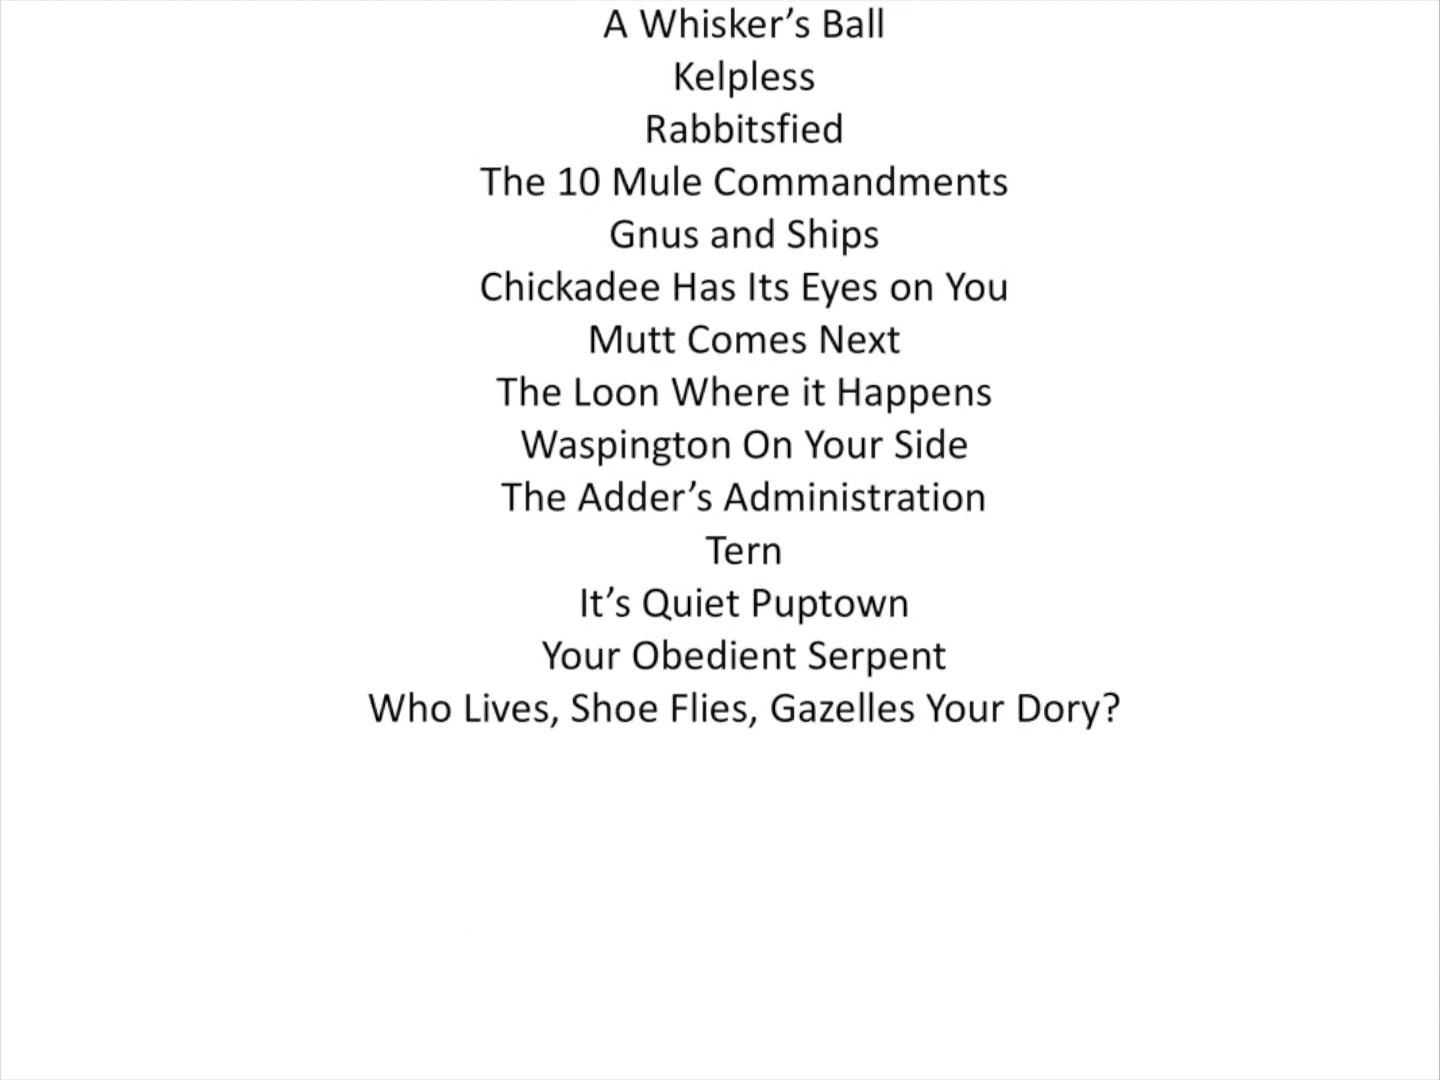 A Whisker’s Ball
Kelpless
Rabbitsfied
The 10 Mule Commandments
Gnus and Ships
Chickadee Has Its Eyes on You
Mutt Comes Next
The Loon Where it Happens
Waspington On Your Side
The Adder’s Administration
Tern
It’s Quiet Puptown
Your Obedient Serpent
Who Lives, Shoe Flies, Gazelles Your Dory?